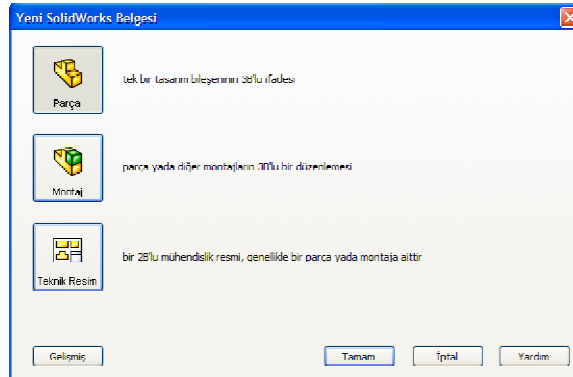 Yeni SolidWorks Belgesi
Parça
tek bir tasarım bileşeninin 3B'lu ifadesi
Montaj
parça yada diğer montajların 3B'lu bir düzenlemesi
Teknik Resim
bir 2B'lu mühendislik resmi, genellikle bir parça yada montaja aittir
Gelişmiş Tamam İptal Yardım